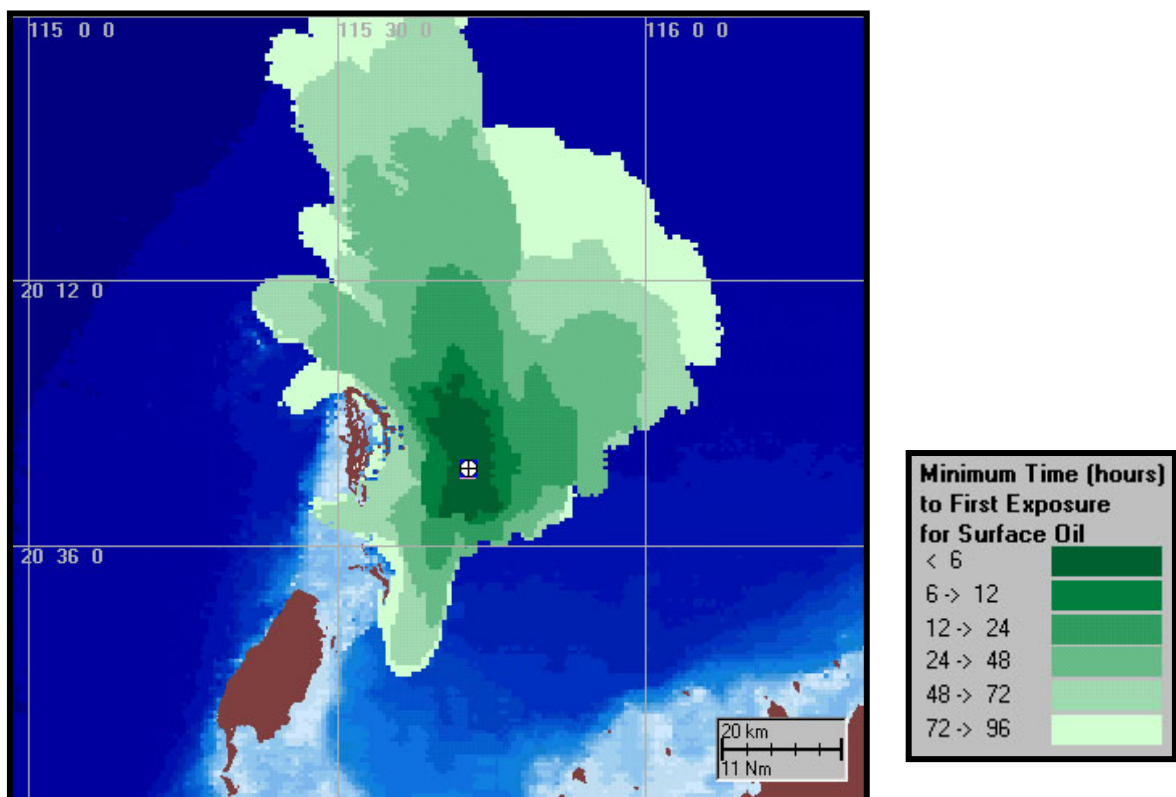 115 0 0
115 30 0
116 0 0
20 12 0
20 36 0
20 km
11 Nm
Minimum Time (hours)
to First Exposure
for Surface Oil
< 6
6 -> 12
12 -> 24
24 -> 48
48 -> 72
72 -> 96